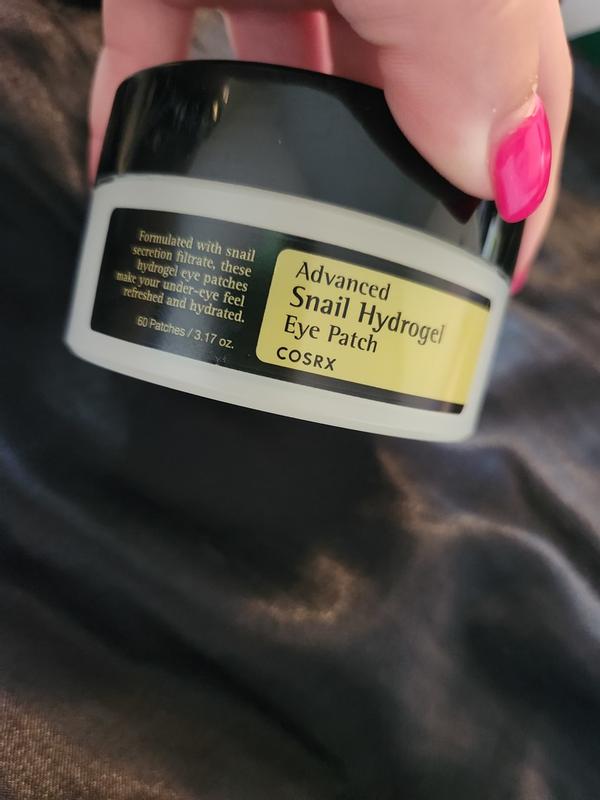 Formulated with snail
secretion filtrate, these
hydrogel eye patches
make your under-eye feel
refreshed and hydrated.
60 Patches / 3.17 oz.
Advanced
Snail Hydrogel
Eye Patch
COSRX